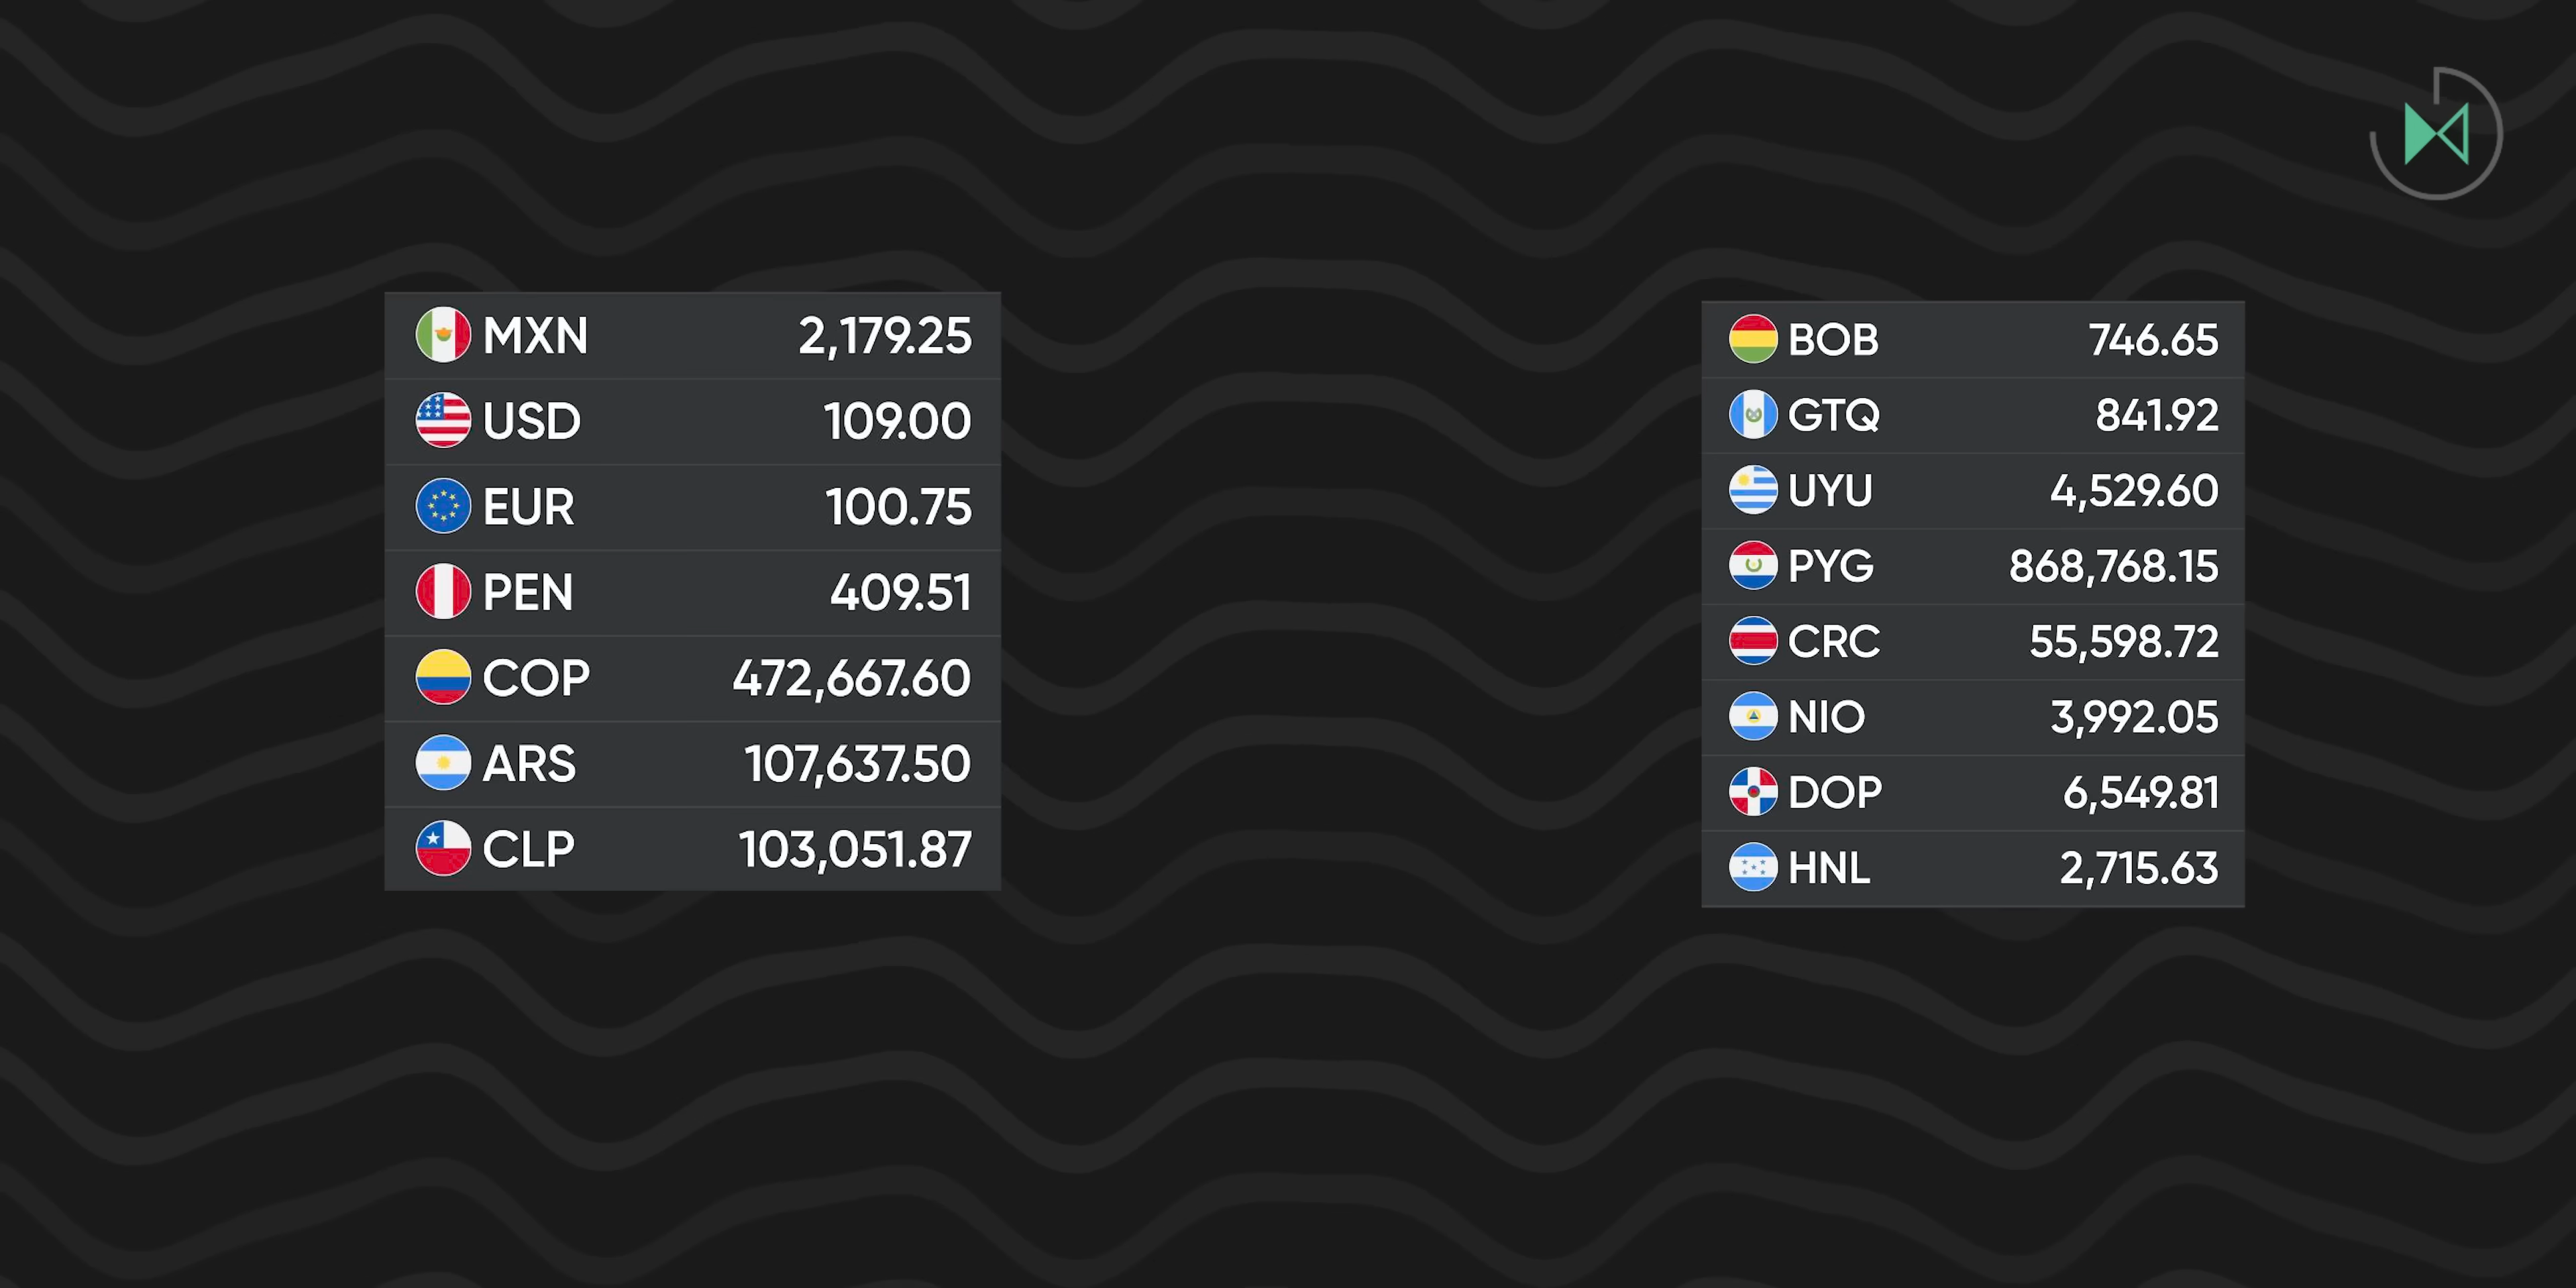 MXN 2,179.25
USD 109.00
EUR 100.75
PEN 409.51
COP 472,667.60
ARS 107,637.50
CLP 103,051.87
BOB 746.65
GTQ 841.92
UYU 4,529.60
PYG 868,768.15
CRC 55,598.72
NIO 3,992.05
DOP 6,549.81
HNL 2,715.63